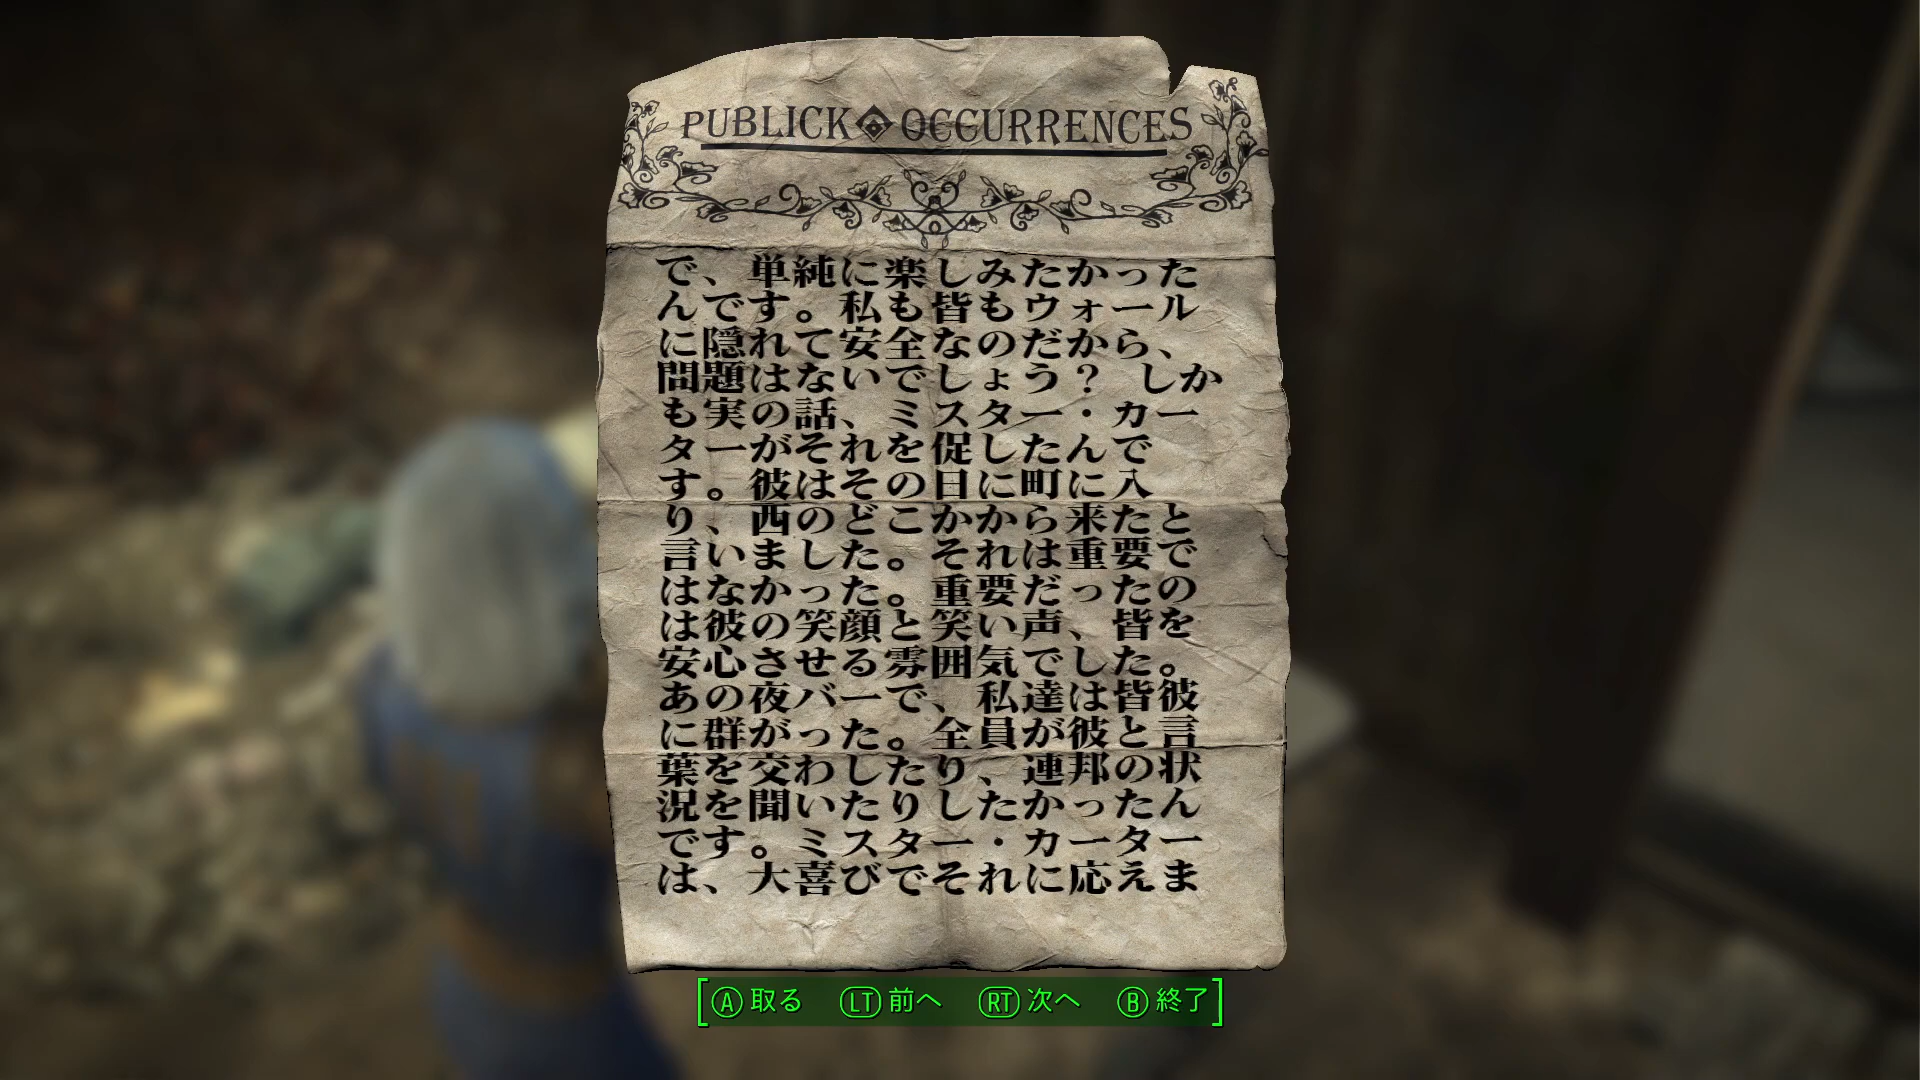 PUBLICK OCCURRENCES
で、単純に楽しみたかった
んです。私も皆もウォール
に隠れて安全なのだから、
問題はないでしょう？ しか
も実の話、ミスター・カー
ターがそれを促したんで
す。彼はその日に町に入
り、西のどこかから来たと
言いました。それは重要で
はなかった。重要だったの
は彼の笑顔と笑い声、皆を
安心させる雰囲気でした。
あの夜バーで、私達は皆彼
に群がった。全員が彼と言
葉を交わしたり、連邦の状
況を聞いたりしたかったん
です。ミスター・カーター
は、大喜びでそれに応えま
A 取る LT 前へ RT 次へ B 終了